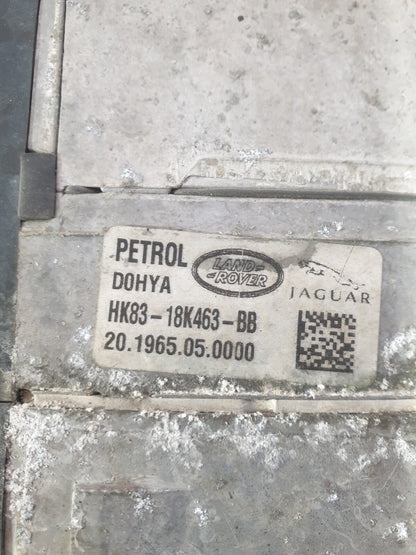 PETROL
LAND
ROVER
DOHYA
JAGUAR
HK83-18K463-BB
20.1965.05.0000